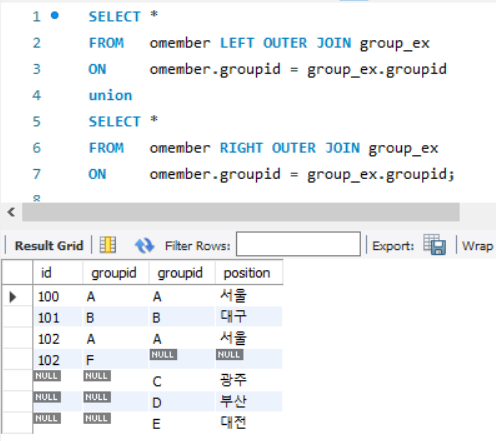 1 SELECT *
2 FROM omember LEFT OUTER JOIN group_ex
3 ON omember.groupid = group_ex.groupid
4 union
5 SELECT *
6 FROM omember RIGHT OUTER JOIN group_ex
7 ON omember.groupid = group_ex.groupid;
8
Result Grid Filter Rows: Export: Wrap
id groupid groupid position
100 A A 서울
101 B B 대구
102 A A 서울
102 F NULL NULL
NULL NULL C 광주
NULL NULL D 부산
NULL NULL E 대전